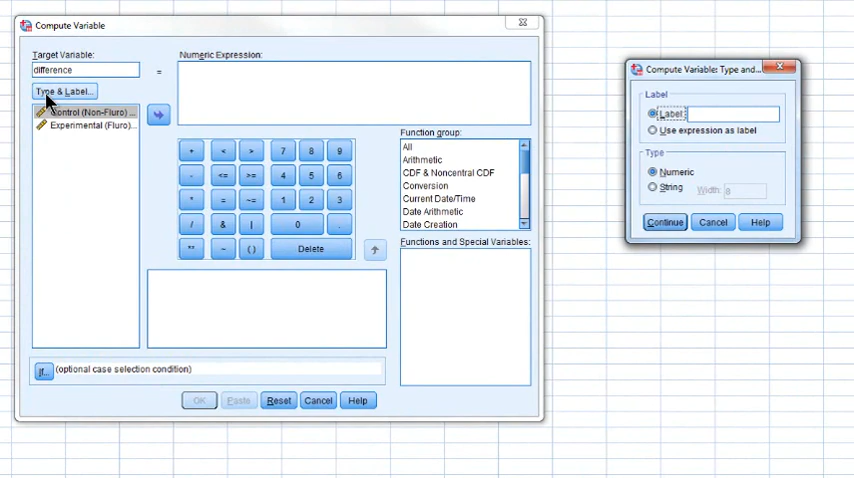 Compute Variable
Target Variable:
difference
=
Numeric Expression:
Type & Label...
Control (Non-Fluro) ...
Experimental (Fluro)...
+ < > 7 8 9
- <= >= 4 5 6
* = ~= 1 2 3
/ & | 0 .
** ~ ( ) Delete
Function group:
All
Arithmetic
CDF & Noncentral CDF
Conversion
Current Date/Time
Date Arithmetic
Date Creation
Functions and Special Variables:
If... (optional case selection condition)
OK Paste Reset Cancel Help
Compute Variable: Type and...
Label
Label:
Use expression as label
Type
Numeric
String Width: 8
Continue Cancel Help